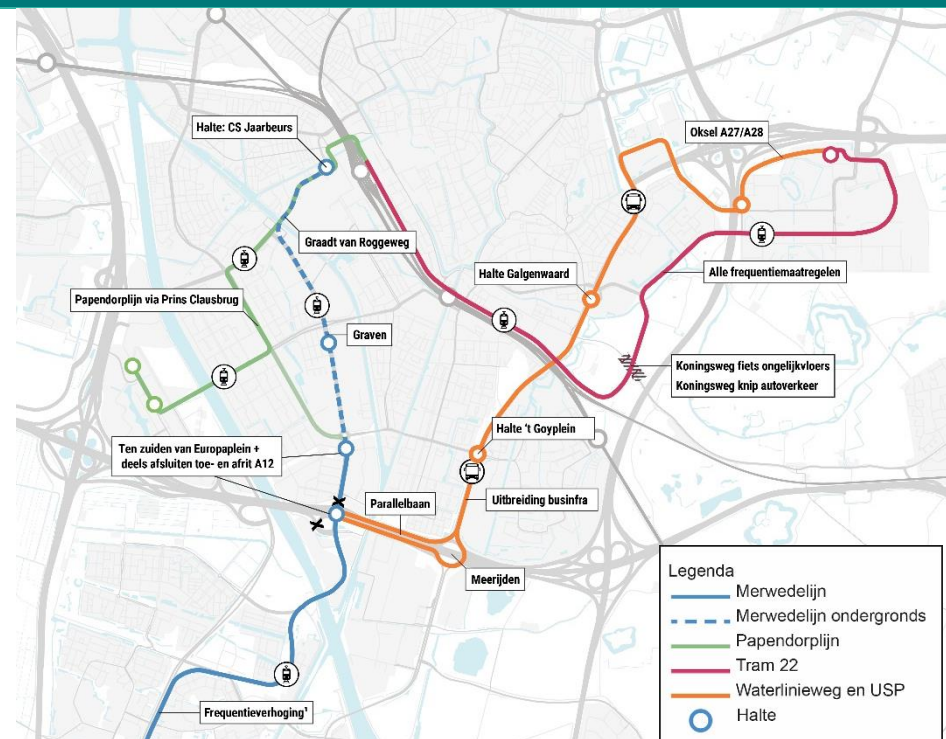 Halte: CS Jaarbeurs
Oksel A27/A28
Graadt van Roggeweg
Alle frequentiemaatregelen
Halte Galgenwaard
Papendorplijn via Prins Clausbrug
Graven
Koningsweg fiets ongelijkvloers
Koningsweg knip autoverkeer
Halte ‘t Goyplein
Ten zuiden van Europaplein +
deels afsluiten toe- en afrit A12
Parallelbaan
Uitbreiding businfra
Meerijden
Frequentieverhoging¹
Legenda
Merwedelijn
Merwedelijn ondergronds
Papendorplijn
Tram 22
Waterlinieweg en USP
Halte